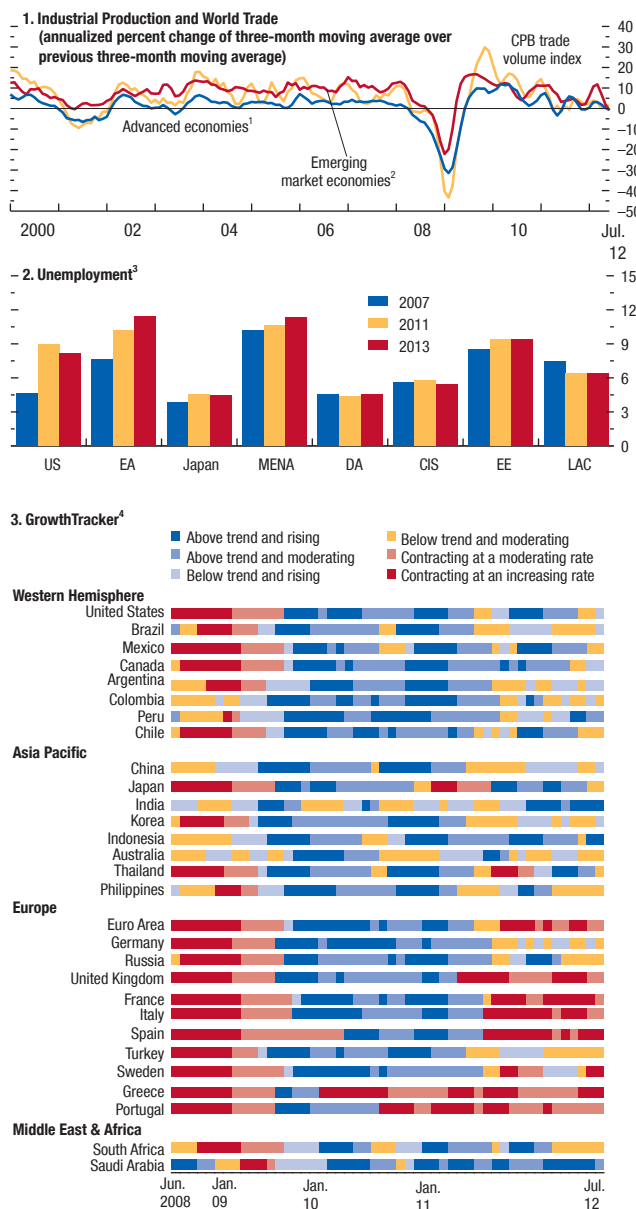 1. Industrial Production and World Trade
(annualized percent change of three-month moving average over
previous three-month moving average)
CPB trade
volume index
Advanced economies1
Emerging
market economies2
40
30
20
10
0
–10
–20
–30
–40
–50
2000
02
04
06
08
10
Jul.
12
2. Unemployment3
2007
2011
2013
15
12
9
6
3
0
US
EA
Japan
MENA
DA
CIS
EE
LAC
3. GrowthTracker4
Above trend and rising
Below trend and moderating
Above trend and moderating
Contracting at a moderating rate
Below trend and rising
Contracting at an increasing rate
Western Hemisphere
United States
Brazil
Mexico
Canada
Argentina
Colombia
Peru
Chile
Asia Pacific
China
Japan
India
Korea
Indonesia
Australia
Thailand
Philippines
Europe
Euro Area
Germany
Russia
United Kingdom
France
Italy
Spain
Turkey
Sweden
Greece
Portugal
Middle East & Africa
South Africa
Saudi Arabia
Jun.
2008
Jan.
09
Jan.
10
Jan.
11
Jul.
12